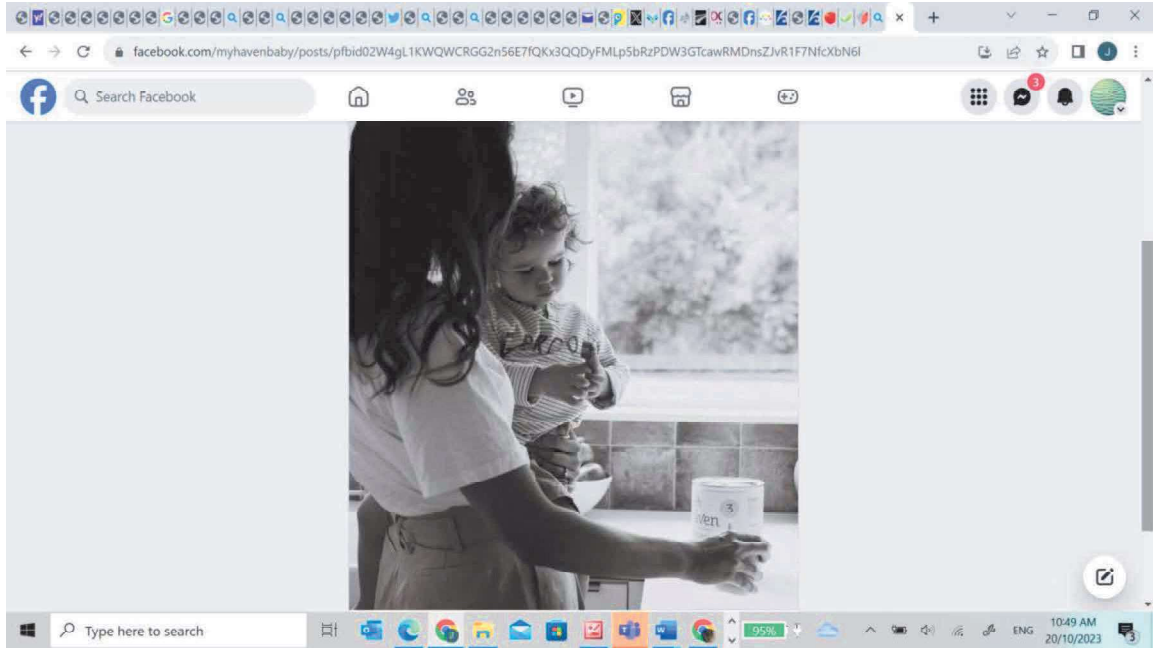 facebook.com/myhavenbaby/posts/pfbid02W4gL1KWQWCRGG2n56E7fQKx3QQDyFMLp5bRzPDW3GTcawRMDnsZJvR1F7NfcXbN6l
J
Search Facebook
3
3
ven
Type here to search
95%
ENG
10:49 AM
20/10/2023
3